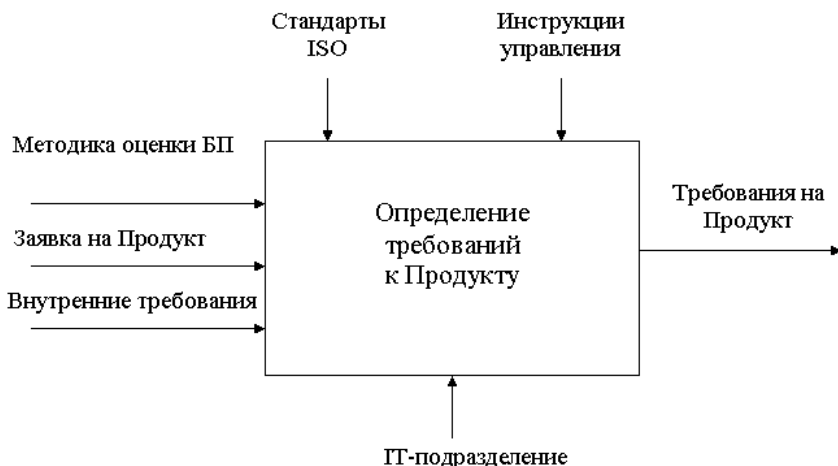 Стандарты
ISO
Инструкции
управления
Методика оценки БП
Заявка на Продукт
Внутренние требования
Определение
требований
к Продукту
Требования на
Продукт
IT-подразделение